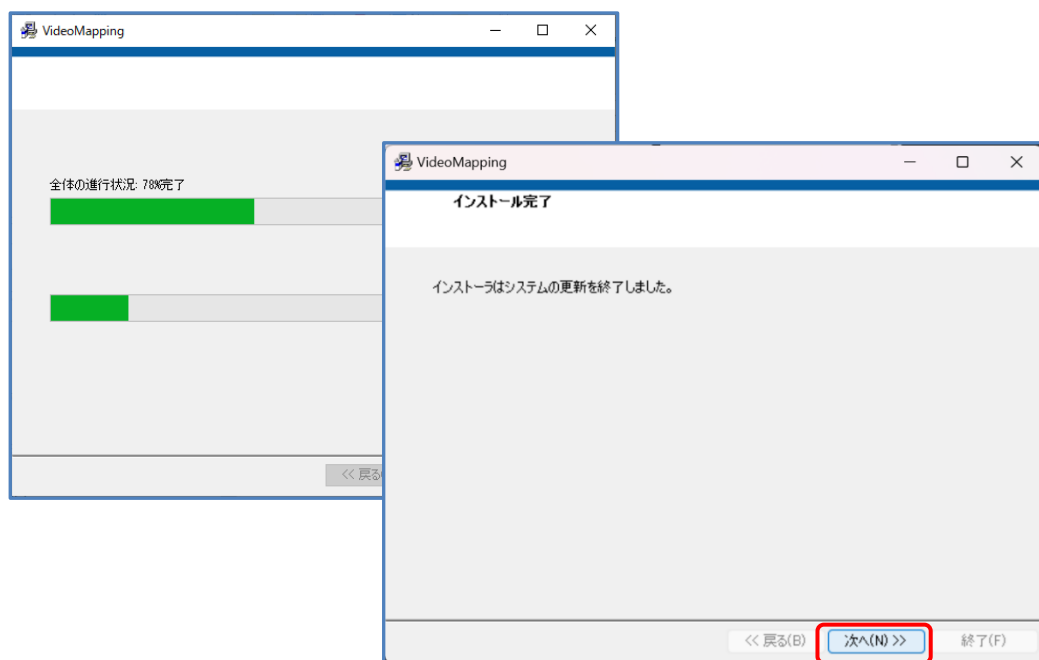 VideoMapping
全体の進行状況: 78%完了
<< 戻る
VideoMapping
インストール完了
インストーラはシステムの更新を終了しました。
<< 戻る(B)
次へ(N) >>
終了(F)